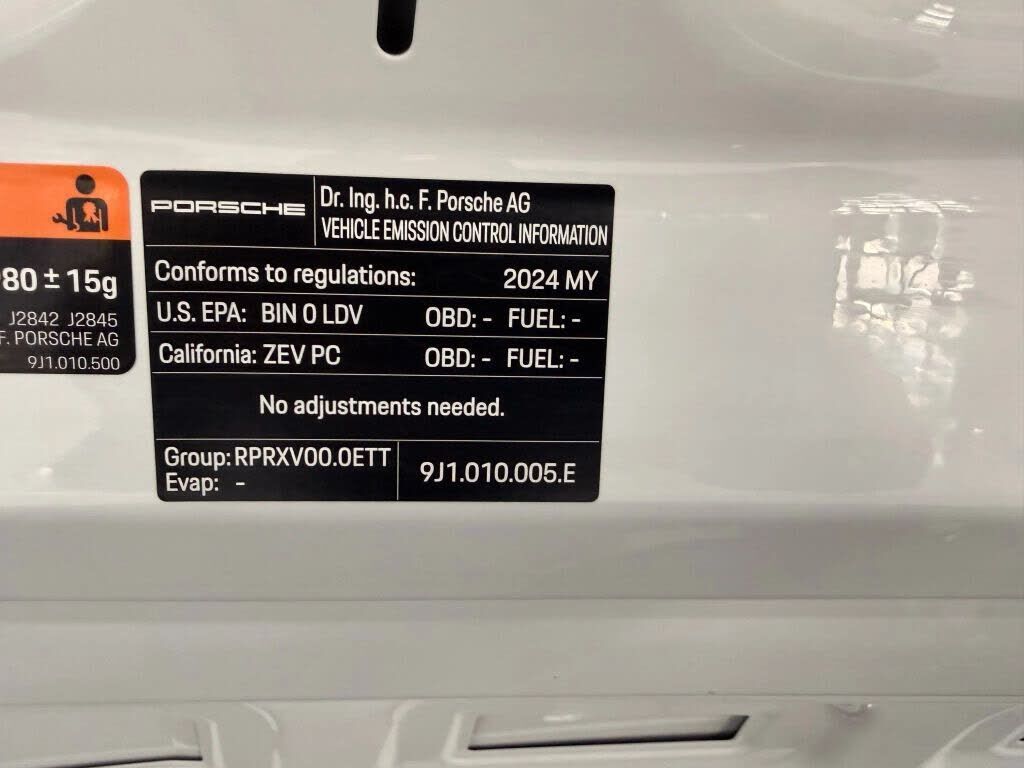 80 ± 15g
J2842 J2845
F. PORSCHE AG
9J1.010.500
PORSCHE
Dr. Ing. h.c. F. Porsche AG
VEHICLE EMISSION CONTROL INFORMATION
Conforms to regulations: 2024 MY
U.S. EPA: BIN 0 LDV OBD: - FUEL: -
California: ZEV PC OBD: - FUEL: -
No adjustments needed.
Group: RPRXV00.0ETT
Evap: -
9J1.010.005.E